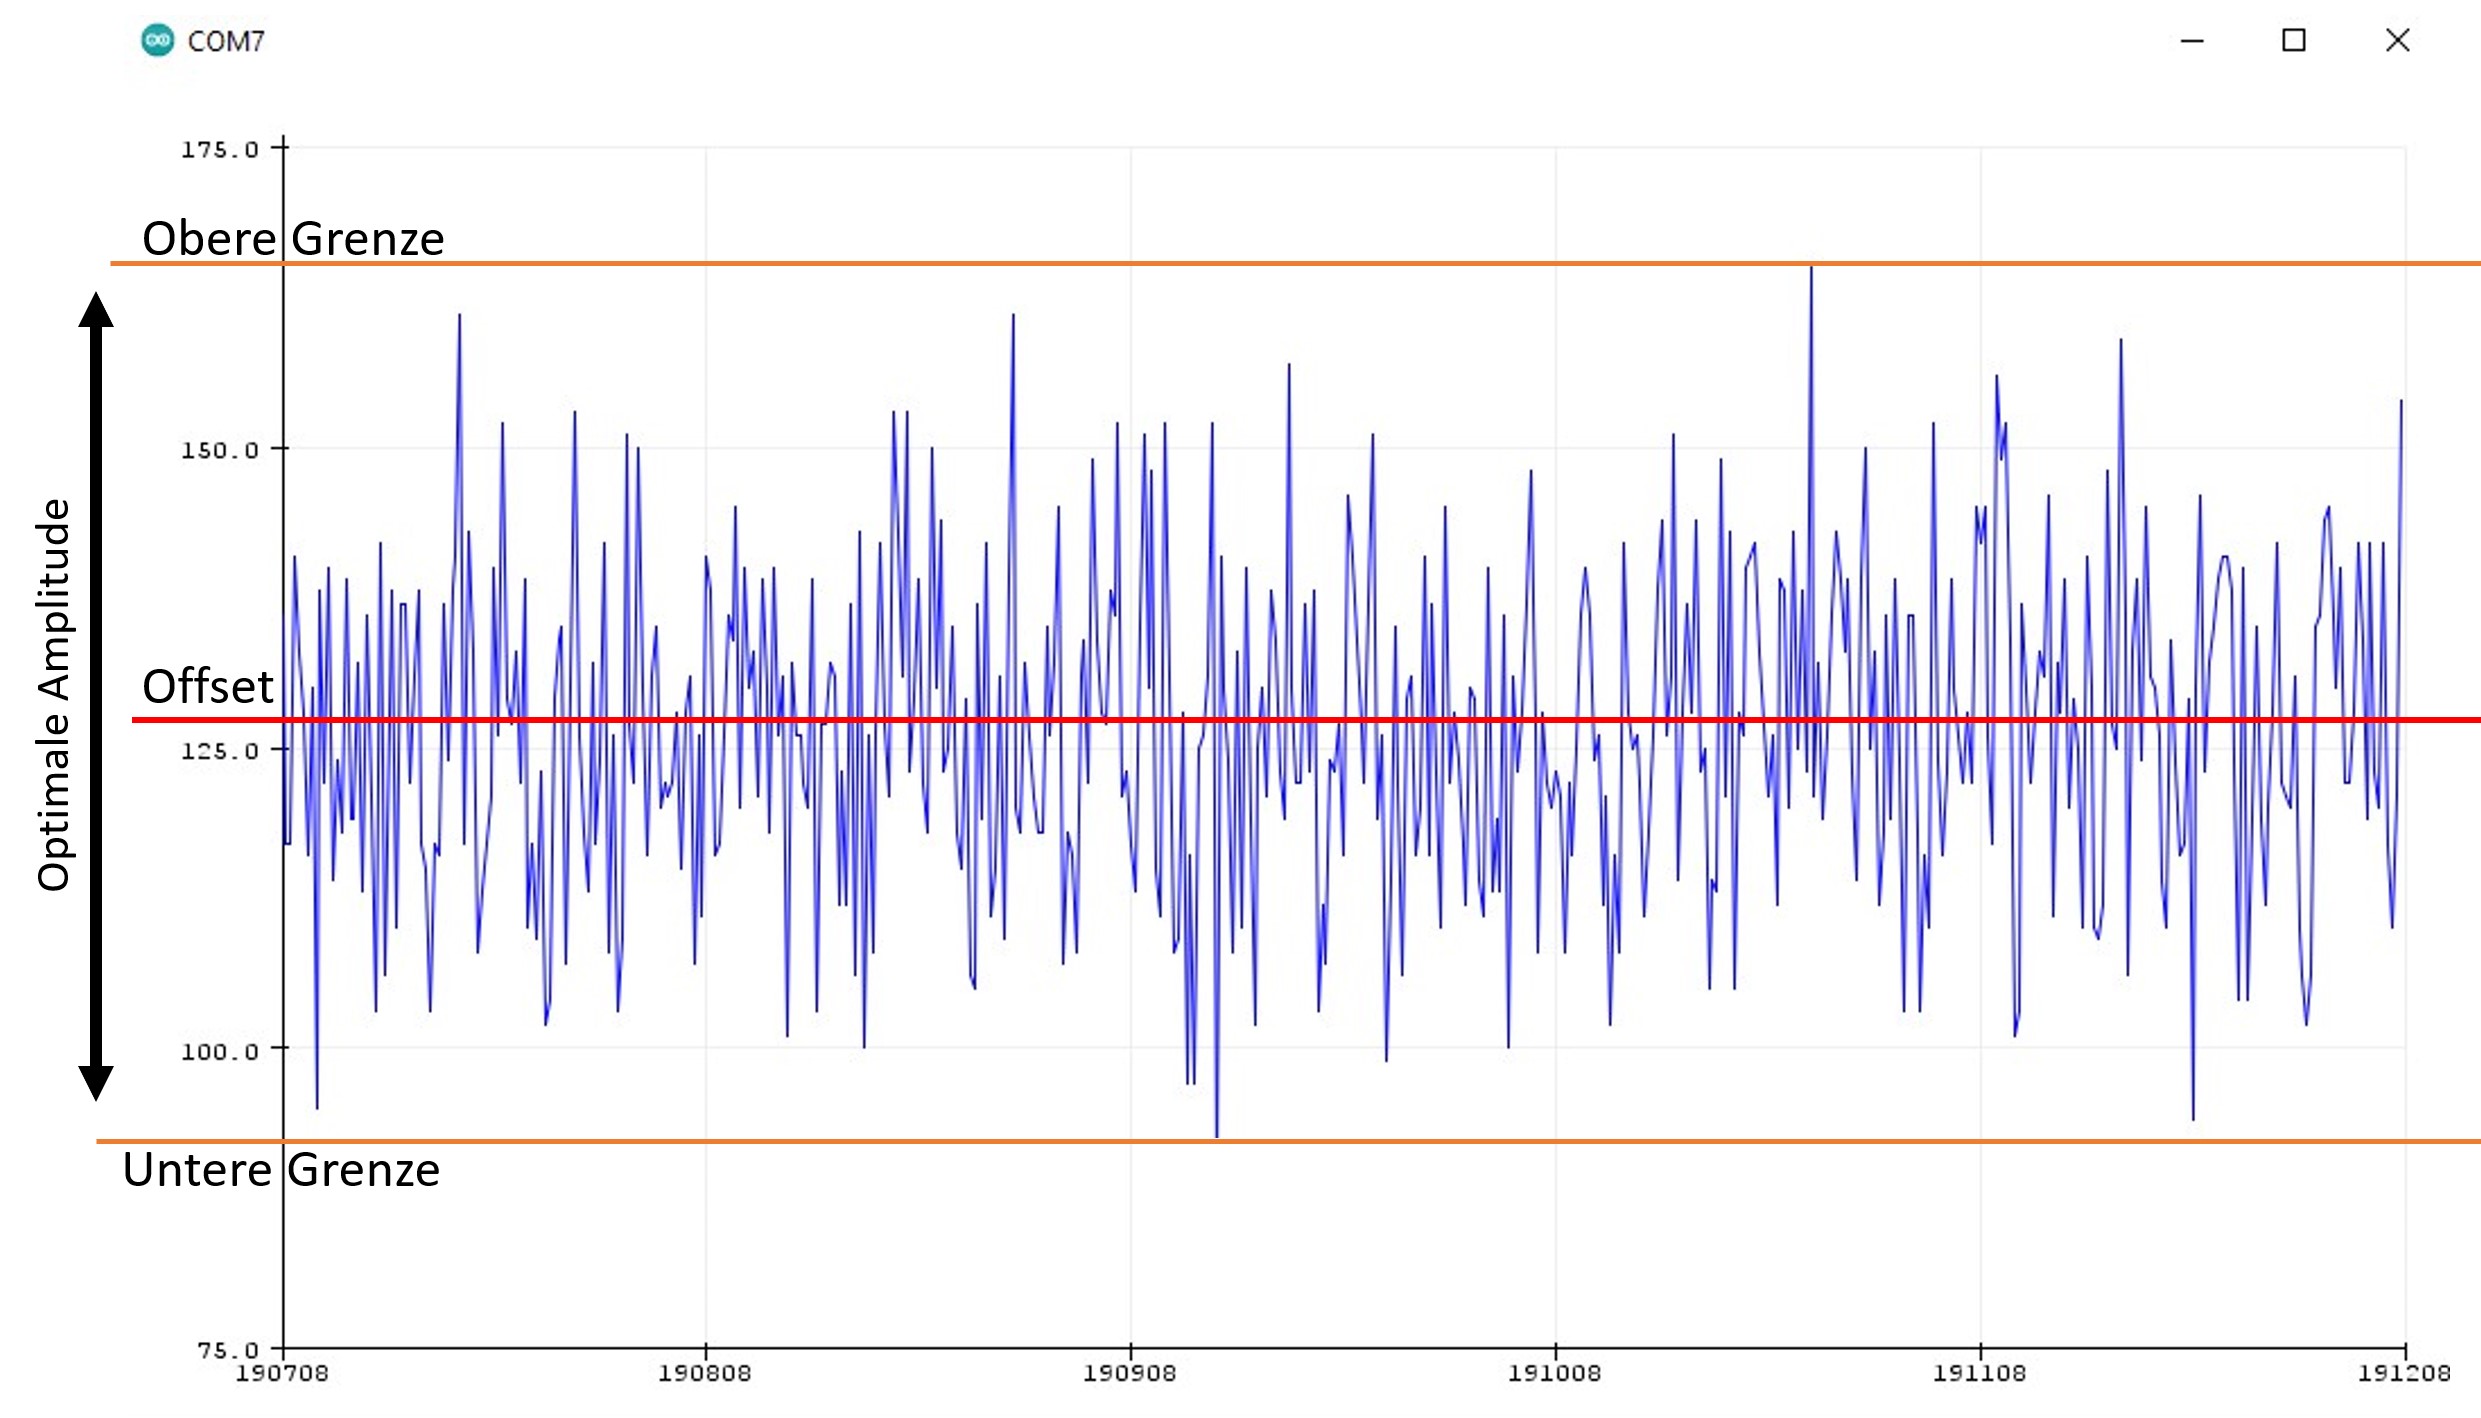 COM7
175.0
Obere Grenze
150.0
Optimale Amplitude
Offset
125.0
100.0
Untere Grenze
75.0
190708 190808 190908 191008 191108 191208